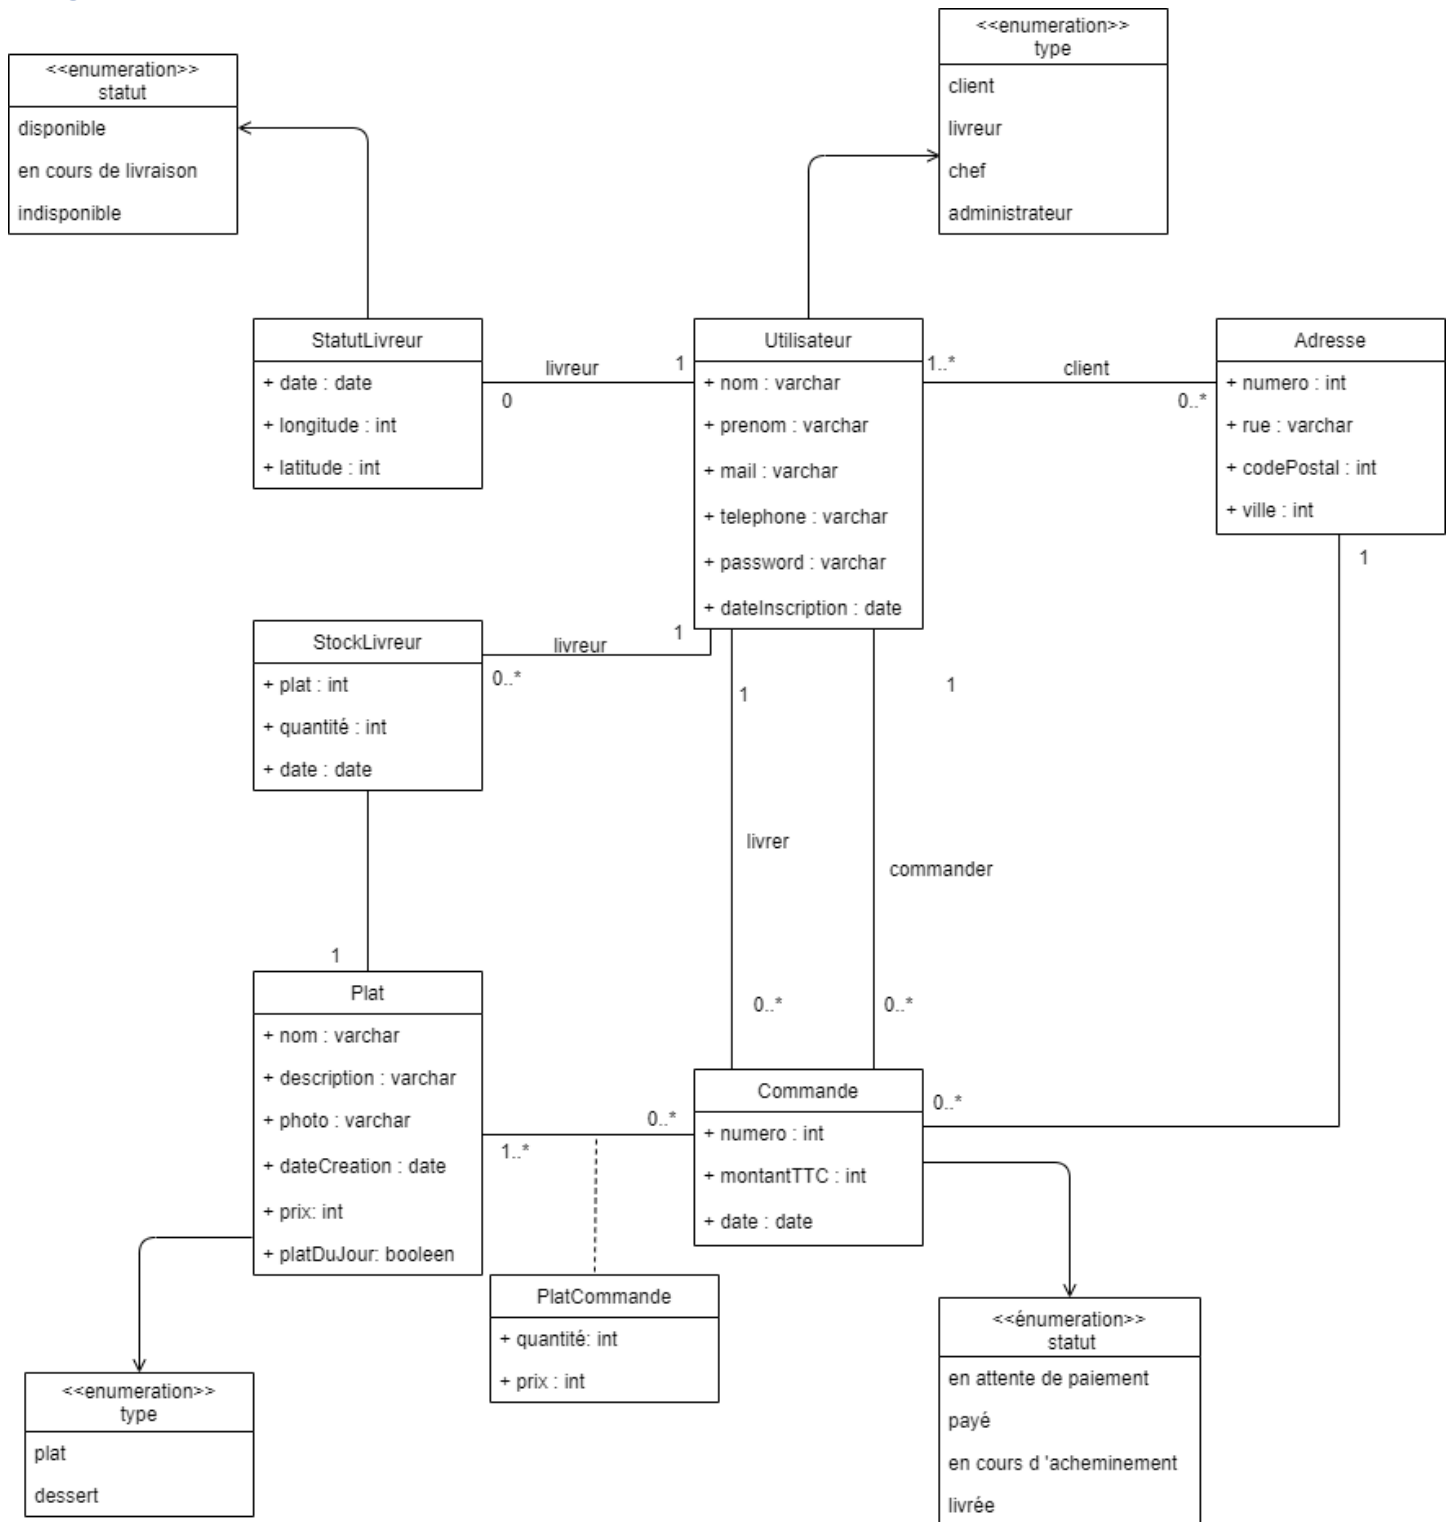 <<enumeration>>
type
client
livreur
chef
administrateur
<<enumeration>>
statut
disponible
en cours de livraison
indisponible
StatutLivreur
+ date : date
+ longitude : int
+ latitude : int
livreur
1
0
Utilisateur
+ nom : varchar
+ prenom : varchar
+ mail : varchar
+ telephone : varchar
+ password : varchar
+ dateInscription : date
1..*
client
0..*
Adresse
+ numero : int
+ rue : varchar
+ codePostal : int
+ ville : int
1
StockLivreur
+ plat : int
+ quantité : int
+ date : date
livreur
1
0..*
1
1
livrer
commander
1
0..*
0..*
Plat
+ nom : varchar
+ description : varchar
+ photo : varchar
+ dateCreation : date
+ prix: int
+ platDuJour: booleen
0..*
1..*
Commande
+ numero : int
+ montantTTC : int
+ date : date
0..*
PlatCommande
+ quantité: int
+ prix : int
<<enumeration>>
type
plat
dessert
<<énumeration>>
statut
en attente de paiement
payé
en cours d 'acheminement
livrée